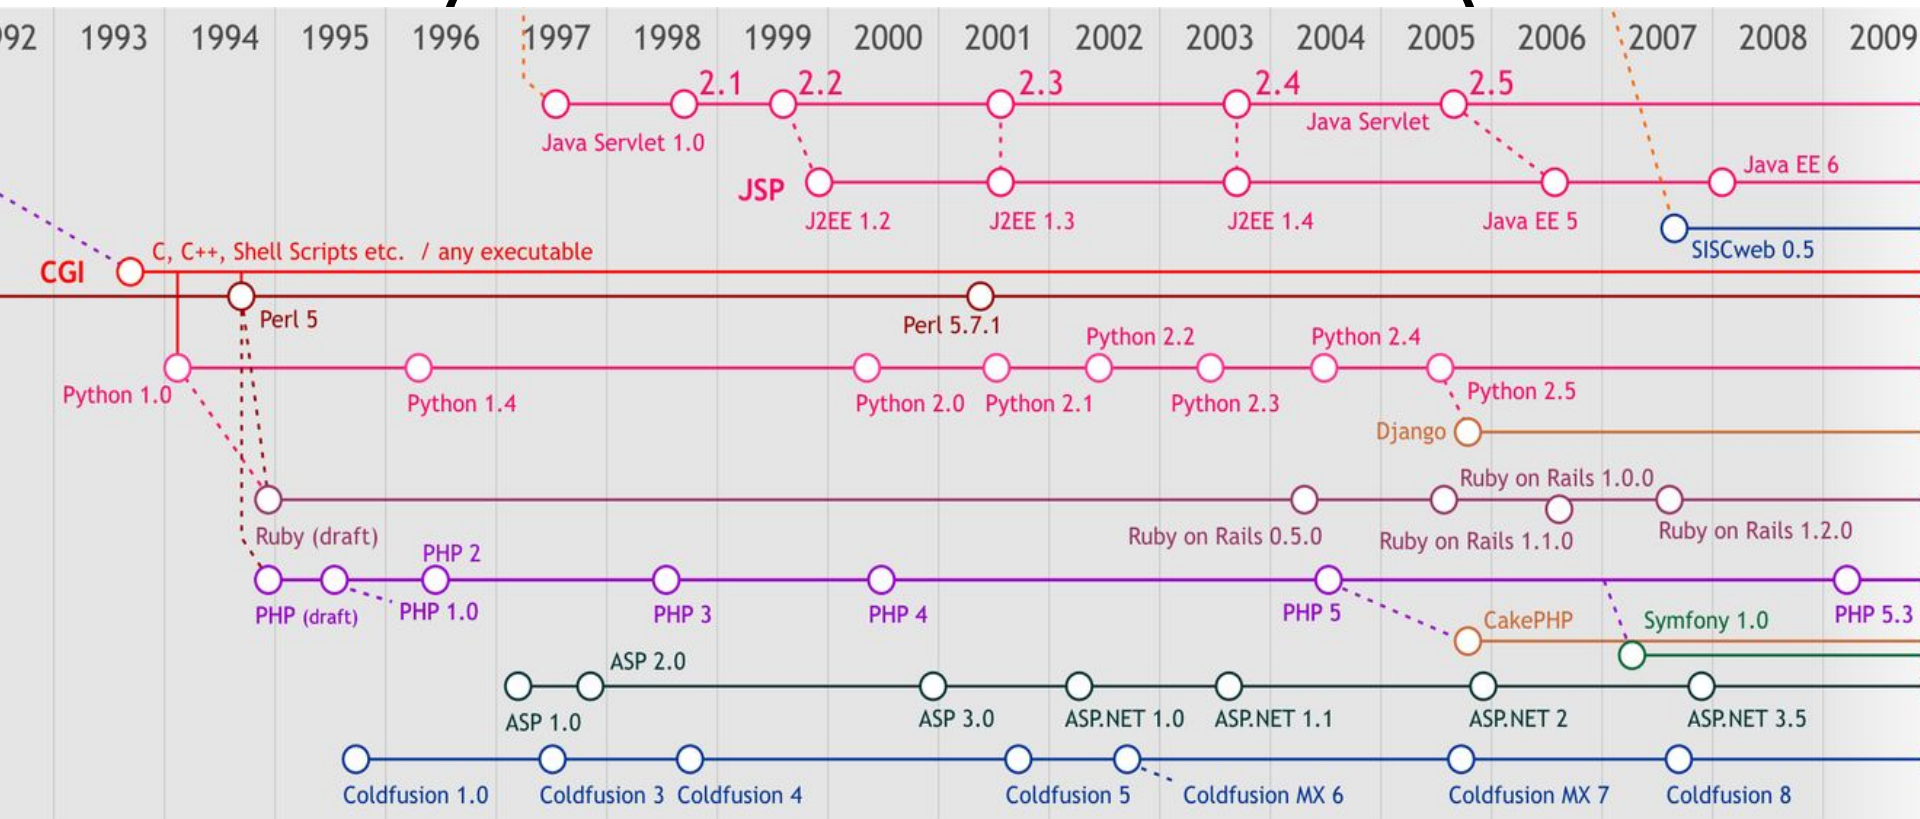 92 1993 1994 1995 1996 1997 1998 1999 2000 2001 2002 2003 2004 2005 2006 2007 2008 2009
2.1 2.2 2.3 2.4 2.5
Java Servlet
Java Servlet 1.0
Java EE 6
JSP
J2EE 1.2 J2EE 1.3 J2EE 1.4 Java EE 5
SISCweb 0.5
C, C++, Shell Scripts etc. / any executable
CGI
Perl 5 Perl 5.7.1
Python 2.2 Python 2.4
Python 1.0 Python 2.5
Python 1.4 Python 2.0 Python 2.1 Python 2.3
Django
Ruby on Rails 1.0.0
Ruby (draft) Ruby on Rails 0.5.0 Ruby on Rails 1.1.0 Ruby on Rails 1.2.0
PHP 2
PHP (draft) PHP 1.0 PHP 3 PHP 4 PHP 5 PHP 5.3
CakePHP Symfony 1.0
ASP 2.0
ASP 1.0 ASP 3.0 ASP.NET 1.0 ASP.NET 1.1 ASP.NET 2 ASP.NET 3.5
Coldfusion 1.0 Coldfusion 3 Coldfusion 4 Coldfusion 5 Coldfusion MX 6 Coldfusion MX 7 Coldfusion 8